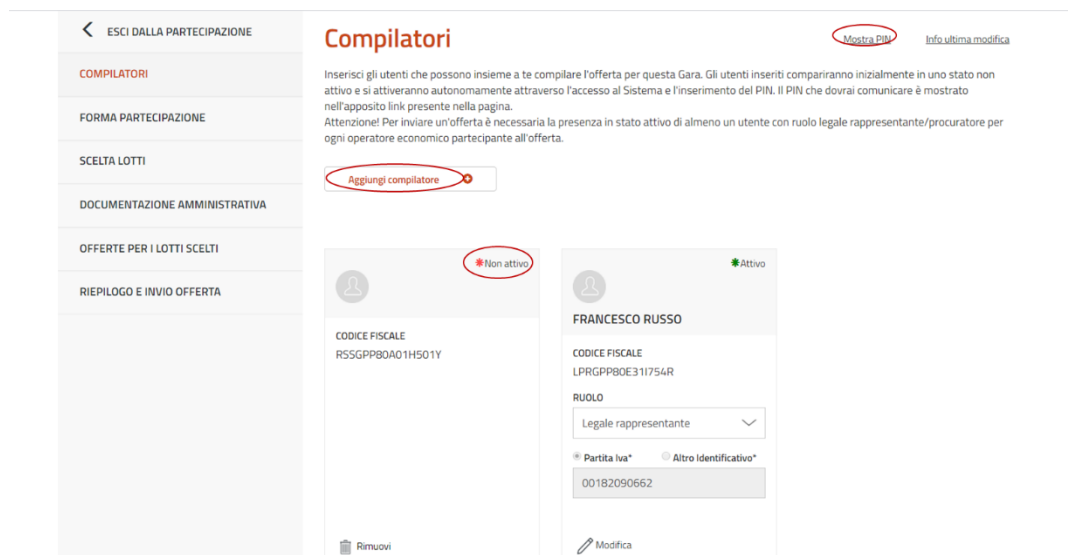 ESCI DALLA PARTECIPAZIONE
COMPILATORI
FORMA PARTECIPAZIONE
SCELTA LOTTI
DOCUMENTAZIONE AMMINISTRATIVA
OFFERTE PER I LOTTI SCELTI
RIEPILOGO E INVIO OFFERTA
Compilatori
Mostra PIN
Info ultima modifica
Inserisci gli utenti che possono insieme a te compilare l'offerta per questa Gara. Gli utenti inseriti compariranno inizialmente in uno stato non
attivo e si attiveranno autonomamente attraverso l'accesso al Sistema e l'inserimento del PIN. Il PIN che dovrai comunicare è mostrato
nell'apposito link presente nella pagina.
Attenzione! Per inviare un'offerta è necessaria la presenza in stato attivo di almeno un utente con ruolo legale rappresentante/procuratore per
ogni operatore economico partecipante all'offerta.
Aggiungi compilatore
Non attivo
CODICE FISCALE
RSSGPP80A01H501Y
Rimuovi
Attivo
FRANCESCO RUSSO
CODICE FISCALE
LPRGPP80E31I754R
RUOLO
Legale rappresentante
Partita Iva* Altro Identificativo*
00182090662
Modifica